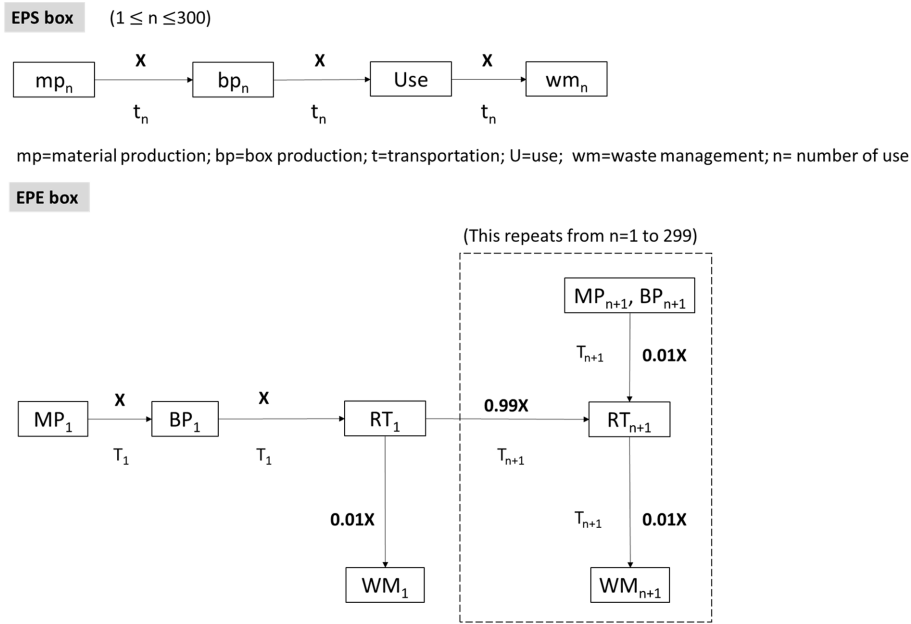 EPS box (1 ≤ n ≤300)
X X X
mpn bpn Use wmn
tn tn tn
mp=material production; bp=box production; t=transportation; U=use; wm=waste management; n= number of use
EPE box
(This repeats from n=1 to 299)
MPn+1, BPn+1
Tn+1 0.01X
X X 0.99X
MP1 BP1 RT1 RTn+1
T1 T1 Tn+1
0.01X Tn+1 0.01X
WM1 WMn+1